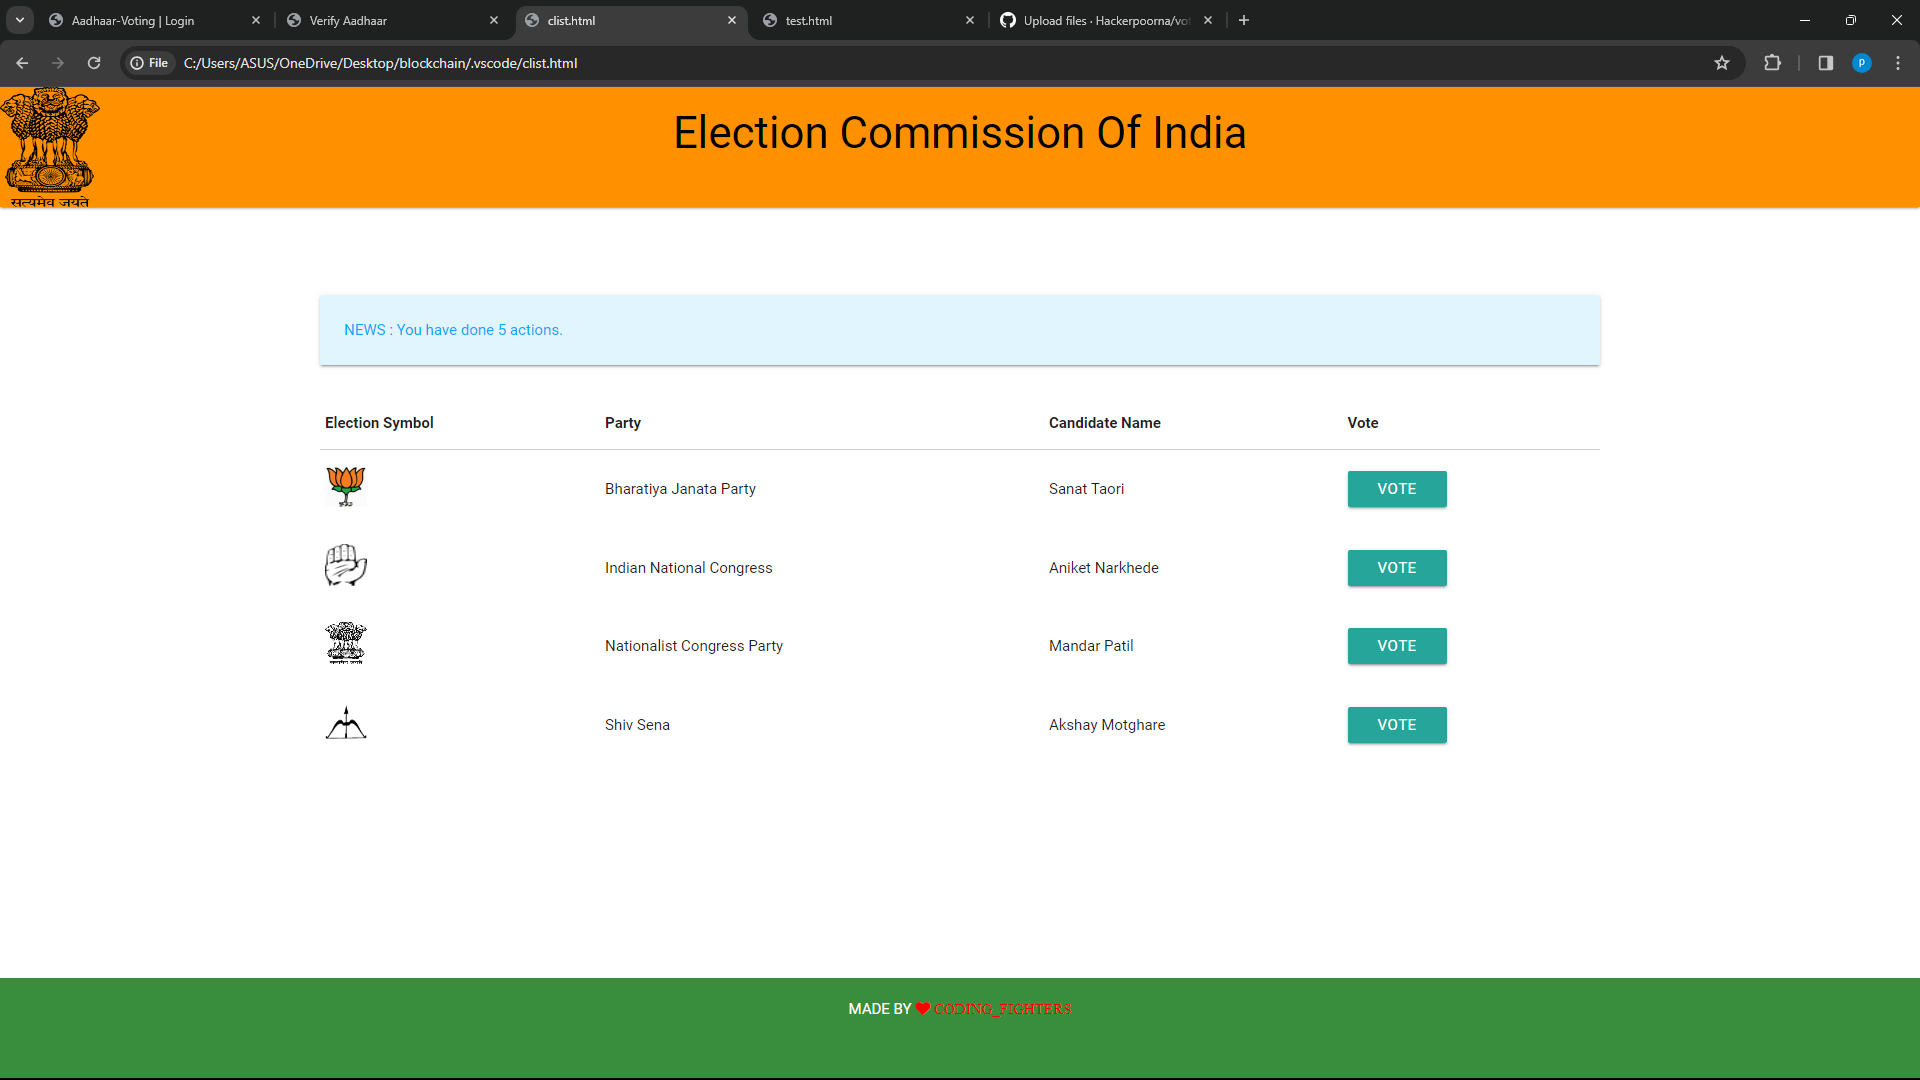 Aadhaar-Voting | Login
Verify Aadhaar
clist.html
test.html
Upload files · Hackerpoorna/vo
File
C:/Users/ASUS/OneDrive/Desktop/blockchain/.vscode/clist.html
p
Election Commission Of India
सत्यमेव जयते
NEWS : You have done 5 actions.
Election Symbol Party Candidate Name Vote
Bharatiya Janata Party Sanat Taori VOTE
Indian National Congress Aniket Narkhede VOTE
Nationalist Congress Party Mandar Patil VOTE
Shiv Sena Akshay Motghare VOTE
MADE BY ❤ CODING_FIGHTERS